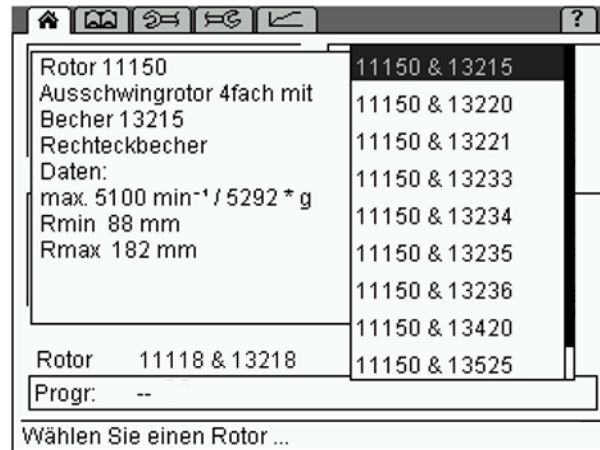 ?
Rotor 11150
Ausschwingrotor 4fach mit
Becher 13215
Rechteckbecher
Daten:
max. 5100 min⁻¹ / 5292 * g
Rmin 88 mm
Rmax 182 mm
11150 & 13215
11150 & 13220
11150 & 13221
11150 & 13233
11150 & 13234
11150 & 13235
11150 & 13236
11150 & 13420
11150 & 13525
Rotor 11118 & 13218
Progr: --
Wählen Sie einen Rotor ...